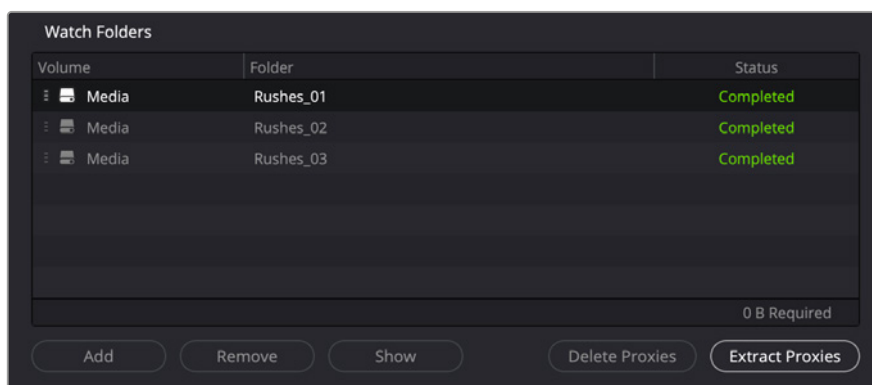 Watch Folders
Volume Folder Status
Media Rushes_01 Completed
Media Rushes_02 Completed
Media Rushes_03 Completed
0 B Required
Add Remove Show Delete Proxies Extract Proxies